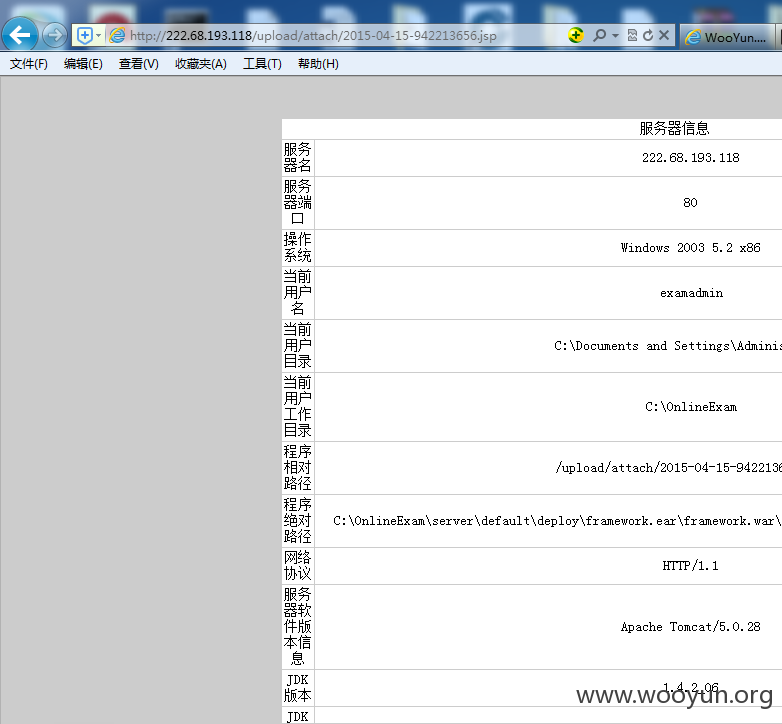 http://222.68.193.118/upload/attach/2015-04-15-942213656.jsp
WooYun....
文件(F) 编辑(E) 查看(V) 收藏夹(A) 工具(T) 帮助(H)
服务器信息
服务
器名
222.68.193.118
服务
器端
口
80
操作
系统
Windows 2003 5.2 x86
当前
用户
名
examadmin
当前
用户
目录
C:\Documents and Settings\Adminis
当前
用户
工作
目录
C:\OnlineExam
程序
相对
路径
/upload/attach/2015-04-15-9422136
程序
绝对
路径
C:\OnlineExam\server\default\deploy\framework.ear\framework.war\
网络
协议
HTTP/1.1
服务
器软
件版
本信
息
Apache Tomcat/5.0.28
JDK
版本
1.4.2_06
JDK
www.wooyun.org